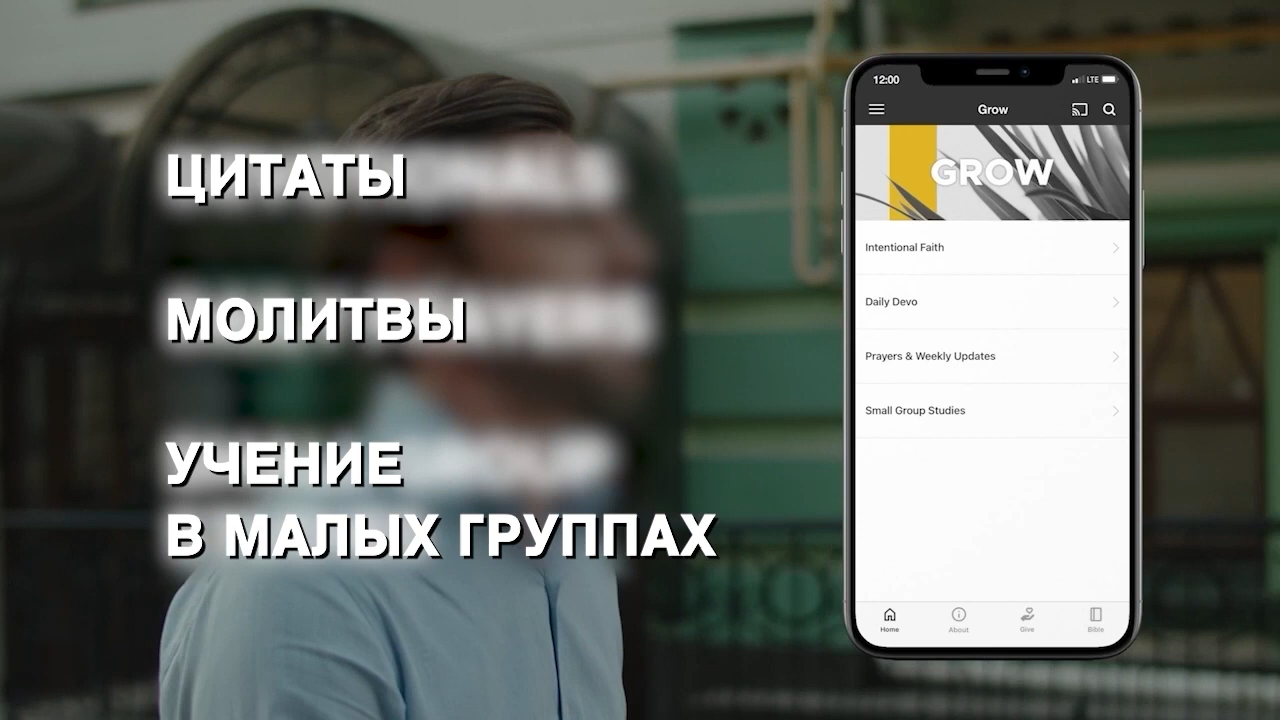 ЦИТАТЫ
МОЛИТВЫ
УЧЕНИЕ
В МАЛЫХ ГРУППАХ
12:00
LTE
Grow
GROW
Intentional Faith
Daily Devo
Prayers & Weekly Updates
Small Group Studies
Home
About
Give
Bible